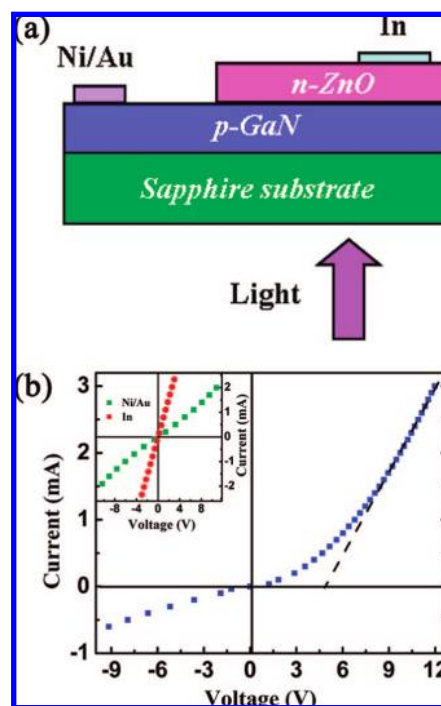 (a)
In
Ni/Au
n-ZnO
p-GaN
Sapphire substrate
Light
(b)
3
2
1
0
-1
Current (mA)
-9 -6 -3 0 3 6 9 12
Voltage (V)
Ni/Au
In
2
1
0
-1
-2
Current (mA)
-8 -4 0 4 8
Voltage (V)